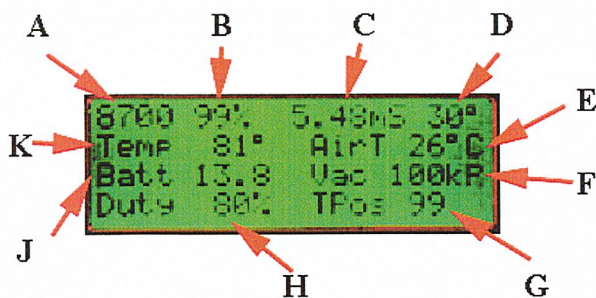 A B C D
8700 99% 5.48mS 30°
E
K
Temp 81° AirT 26°C
Batt 13.8 Vac 100kP
F
Duty 80% TPos 99
J H G